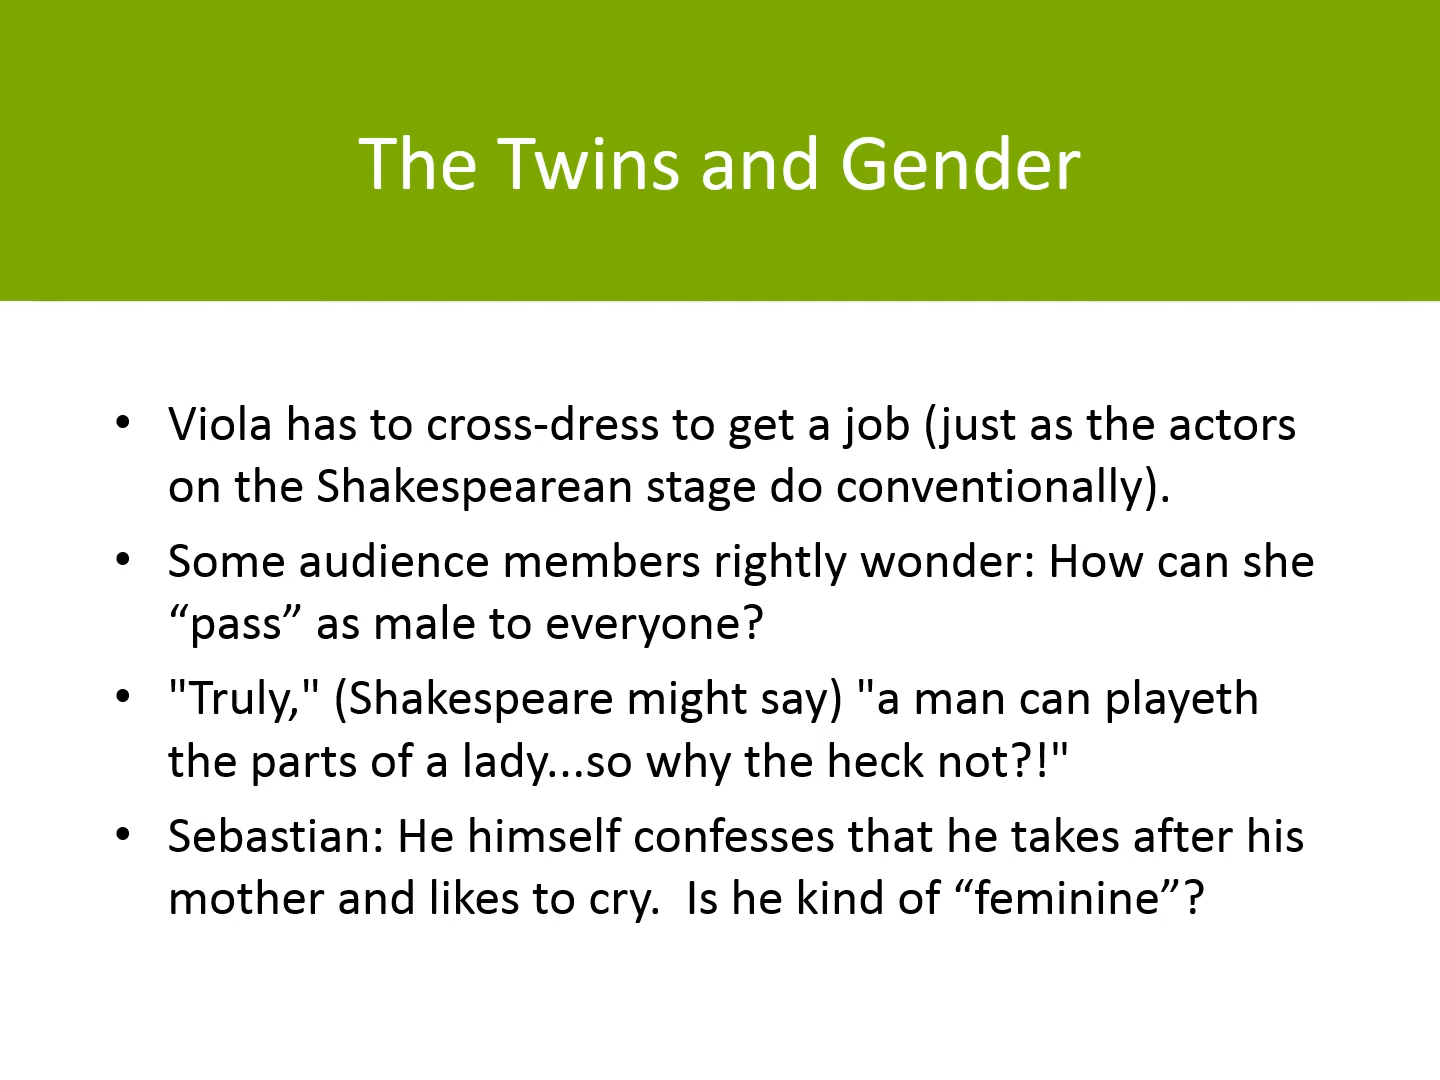 The Twins and Gender
• Viola has to cross-dress to get a job (just as the actors
on the Shakespearean stage do conventionally).
• Some audience members rightly wonder: How can she
“pass” as male to everyone?
• "Truly," (Shakespeare might say) "a man can playeth
the parts of a lady...so why the heck not?!"
• Sebastian: He himself confesses that he takes after his
mother and likes to cry.  Is he kind of “feminine”?